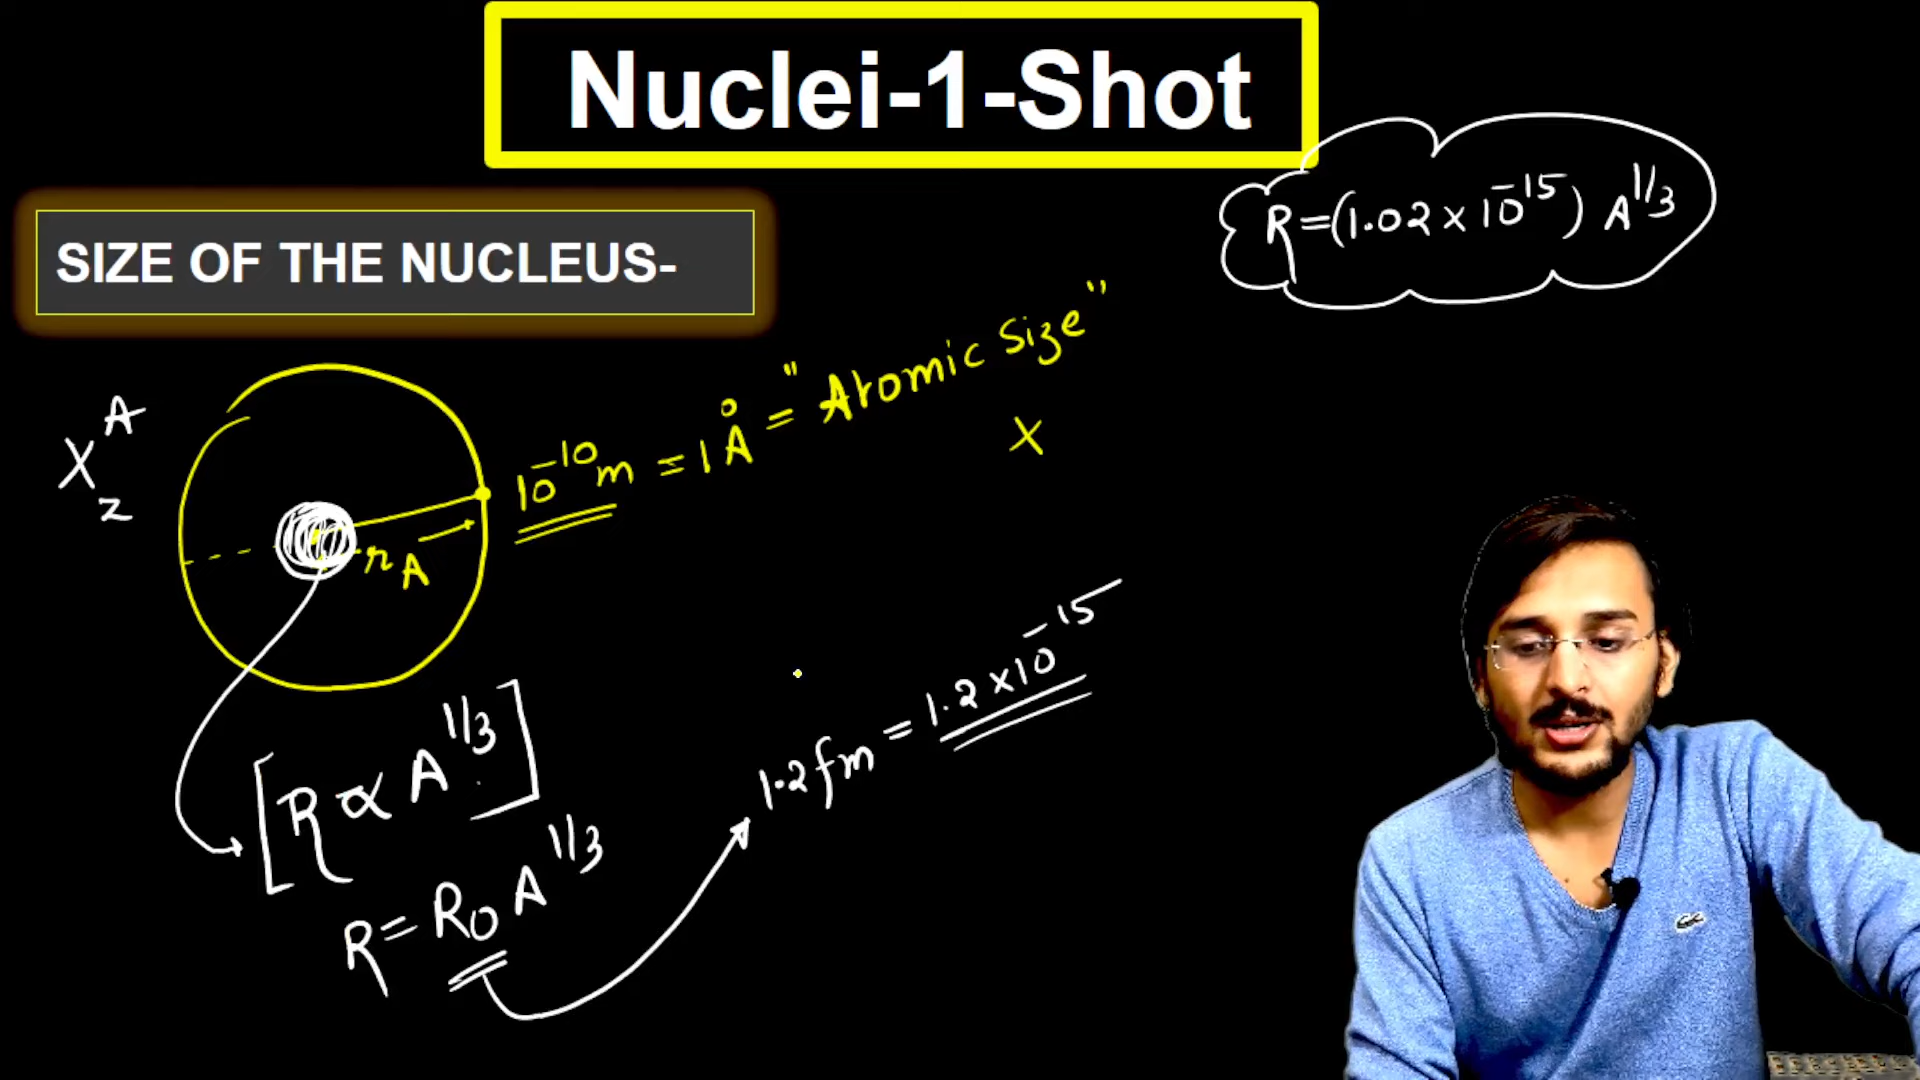 Nuclei-1-Shot
R=(1.02×10⁻¹⁵) A^1/3
SIZE OF THE NUCLEUS-
X A Z
10⁻¹⁰m = 1 Å = "Atomic Size"
X
r_A
1.2 fm = 1.2×10⁻¹⁵
[R ∝ A^1/3]
R = R₀ A^1/3